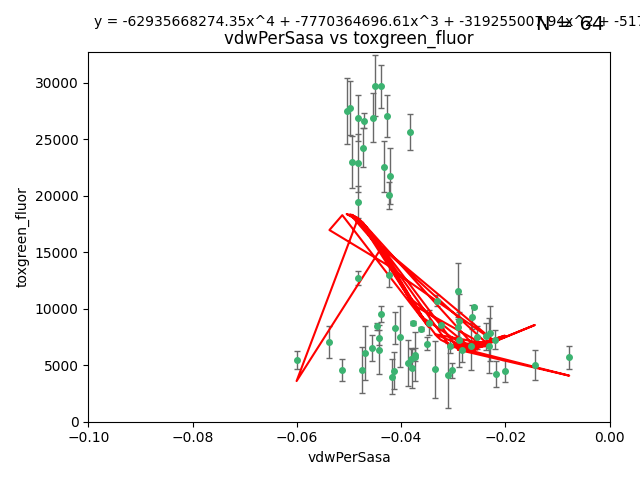 y = -62935668274.35x^4 + -7770364696.61x^3 + -319255007.94x^2 + -517
N = 64
vdwPerSasa vs toxgreen_fluor
30000
25000
20000
15000
10000
5000
0
toxgreen_fluor
−0.10 −0.08 −0.06 −0.04 −0.02 0.00
vdwPerSasa